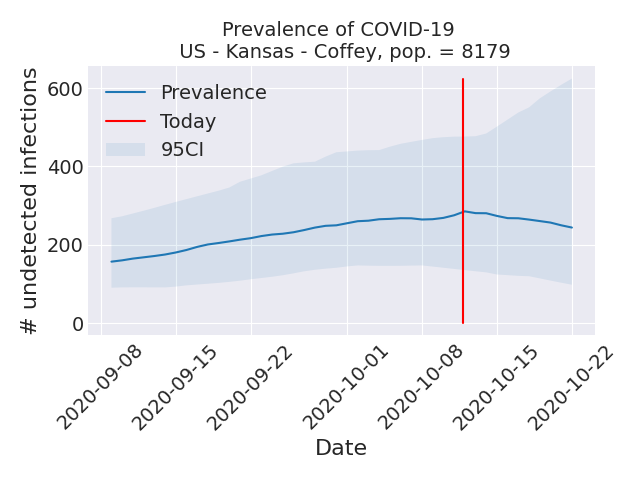 Prevalence of COVID-19
US - Kansas - Coffey, pop. = 8179
# undetected infections
600
400
200
0
Prevalence
Today
95CI
2020-09-08
2020-09-15
2020-09-22
2020-10-01
2020-10-08
2020-10-15
2020-10-22
Date